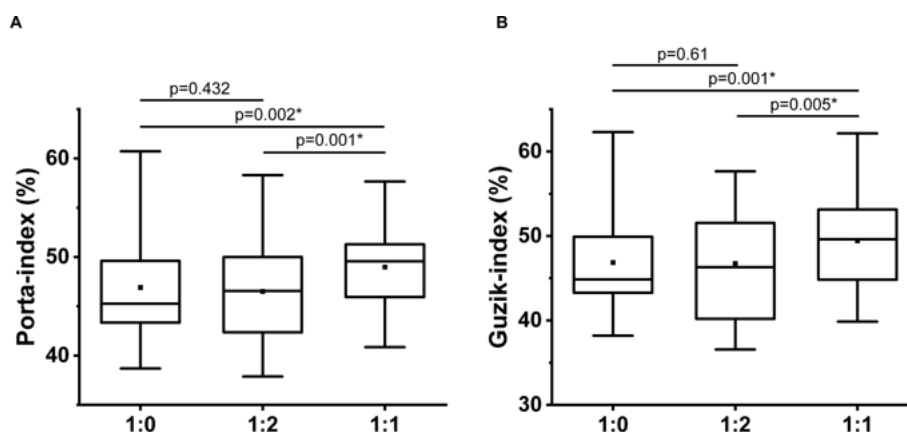 A
p=0.432
p=0.002*
p=0.001*
Porta-index (%)
60
50
40
1:0 1:2 1:1
B
p=0.61
p=0.001*
p=0.005*
Guzik-index (%)
60
50
40
30
1:0 1:2 1:1